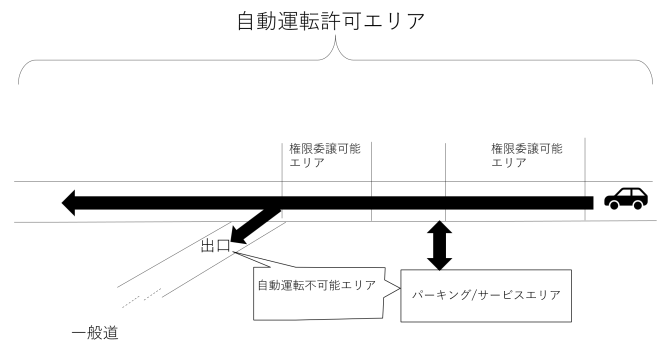 自動運転許可エリア
権限委譲可能
エリア
権限委譲可能
エリア
出口
自動運転不可能エリア
パーキング/サービスエリア
一般道